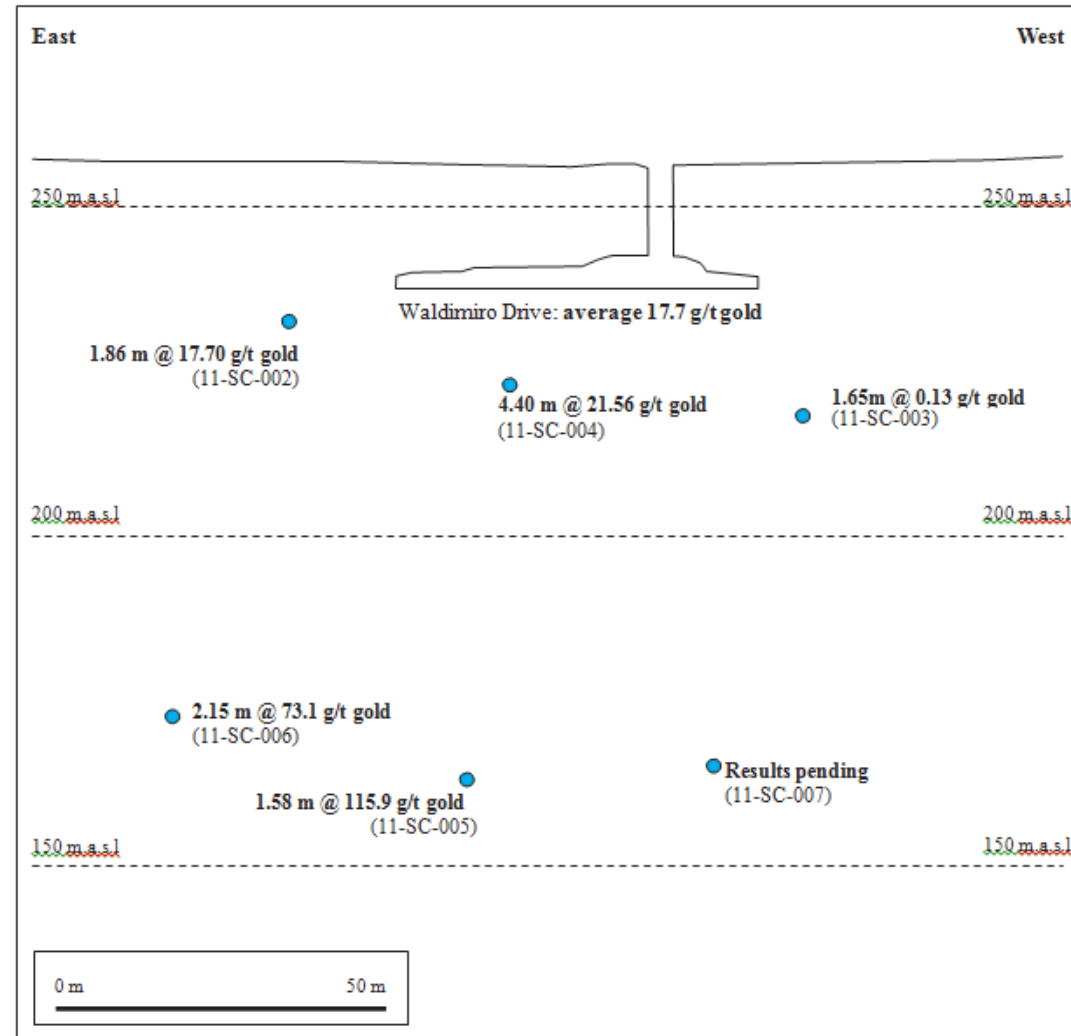 East
West
250 m.a.s.l
250 m.a.s.l
Waldimiro Drive: average 17.7 g/t gold
1.86 m @ 17.70 g/t gold
(11-SC-002)
4.40 m @ 21.56 g/t gold
(11-SC-004)
1.65m @ 0.13 g/t gold
(11-SC-003)
200 m.a.s.l
200 m.a.s.l
2.15 m @ 73.1 g/t gold
(11-SC-006)
1.58 m @ 115.9 g/t gold
(11-SC-005)
Results pending
(11-SC-007)
150 m.a.s.l
150 m.a.s.l
0 m
50 m